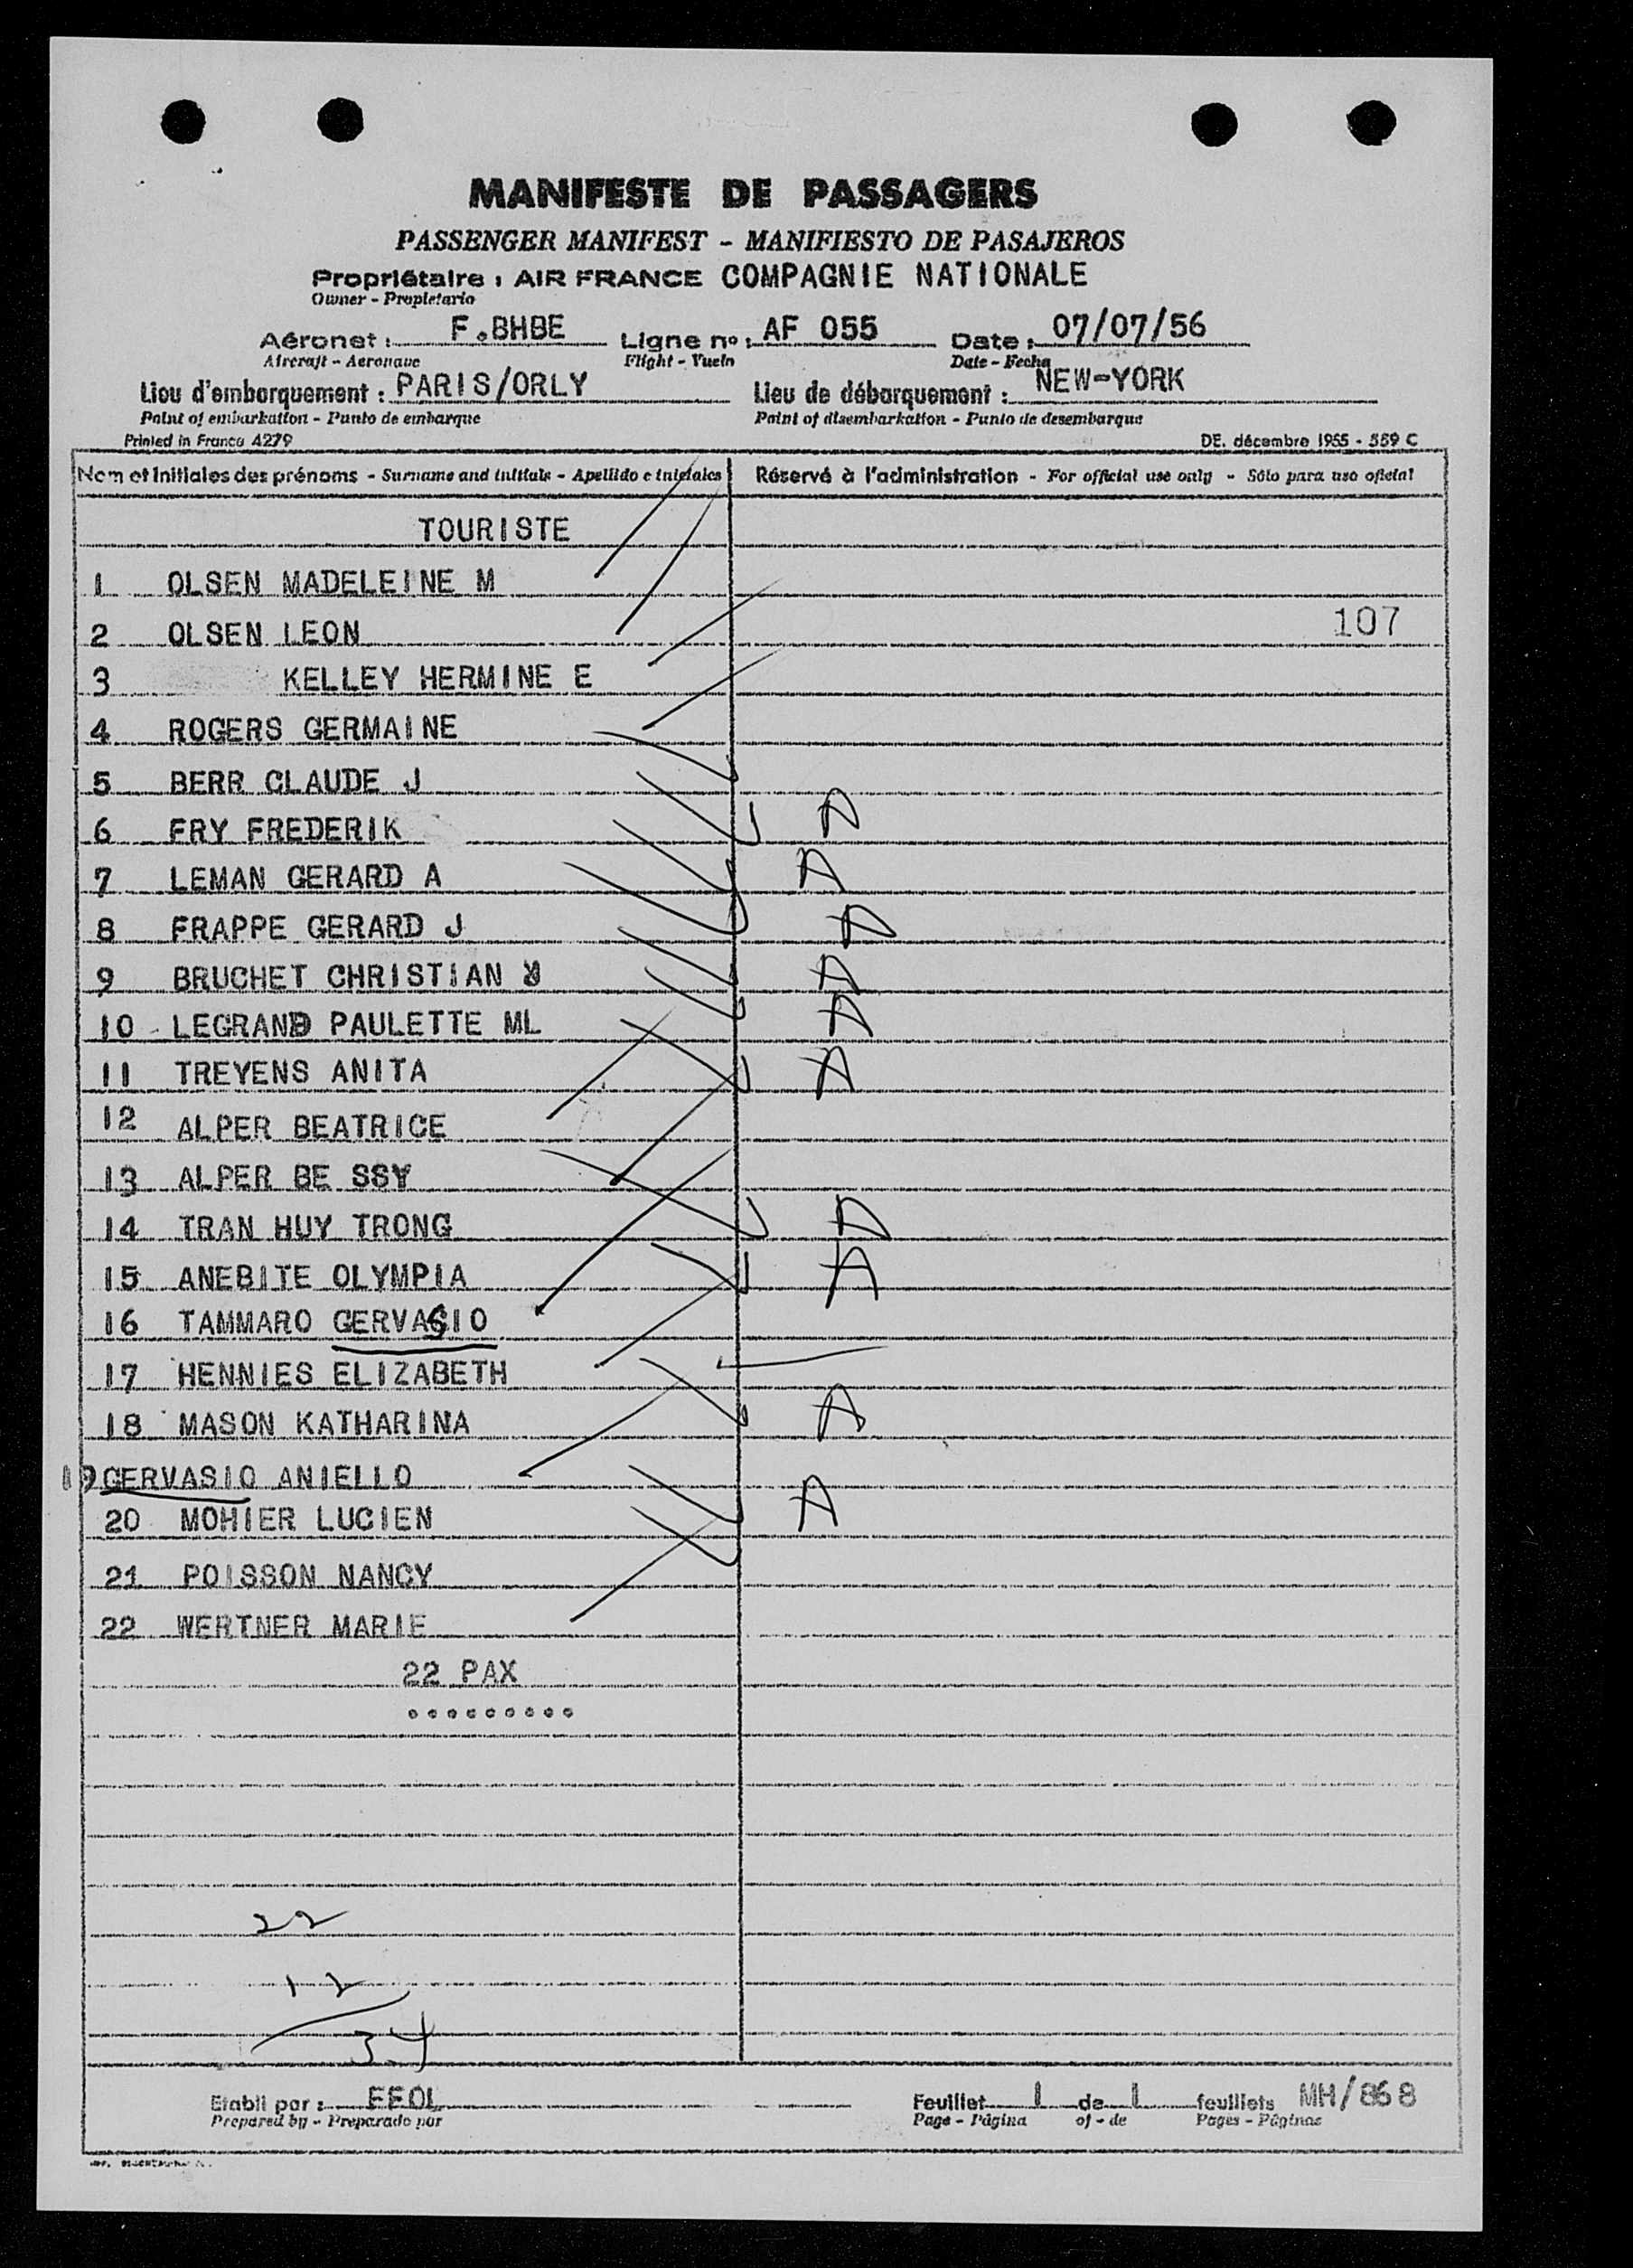 MANIFESTE DE PASSAGERS
PASSENGER MANIFEST - MANIFIESTO DE PASAJEROS
Propriétaire : AIR FRANCE COMPAGNIE NATIONALE
Owner - Propietario
Aéronef : F.BHBE Ligne nº : AF 055 Date : 07/07/56
Aircraft - Aeronave Flight - Vuelo Date - Fecha
Lieu d'embarquement : PARIS/ORLY Lieu de débarquement : NEW-YORK
Point of embarkation - Punto de embarque Point of disembarkation - Punto de desembarque
Printed in France 4279 DE. décembre 1955 - 559 C
Nom et Initiales des prénoms - Surname and initials - Apellido e iniciales Réservé à l'administration - For official use only - Sólo para uso oficial
TOURISTE
1 OLSEN MADELEINE M
107
2 OLSEN LEON
3 KELLEY HERMINE E
4 ROGERS GERMAINE
5 BERR CLAUDE J
6 FRY FREDERIK A
7 LEMAN GERARD A A
8 FRAPPE GERARD J A
9 BRUCHET CHRISTIAN A
10 LEGRAND PAULETTE ML A
11 TREYENS ANITA A
12 ALPER BEATRICE
13 ALPER BE SSY
14 TRAN HUY TRONG A
15 ANEBITE OLYMPIA A
16 TAMMARO GERVASIO
17 HENNIES ELIZABETH
18 MASON KATHARINA A
19 GERVASIO ANIELLO
20 MOHIER LUCIEN A
21 POISSON NANCY
22 WERTNER MARIE
22 PAX
.........
22
12
34
Etabli par : EFOL Feuillet 1 de 1 feuillets MH/868
Prepared by - Preparado por Page - Página of - de Pages - Páginas